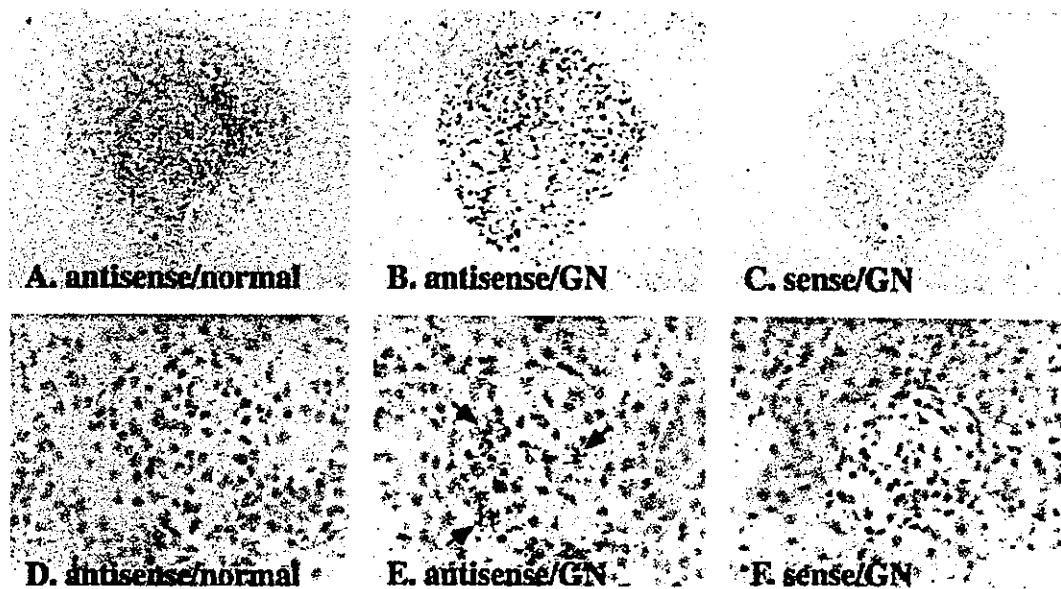 A. antisense/normal
B. antisense/GN
C. sense/GN
D. antisense/normal
E. antisense/GN
F. sense/GN